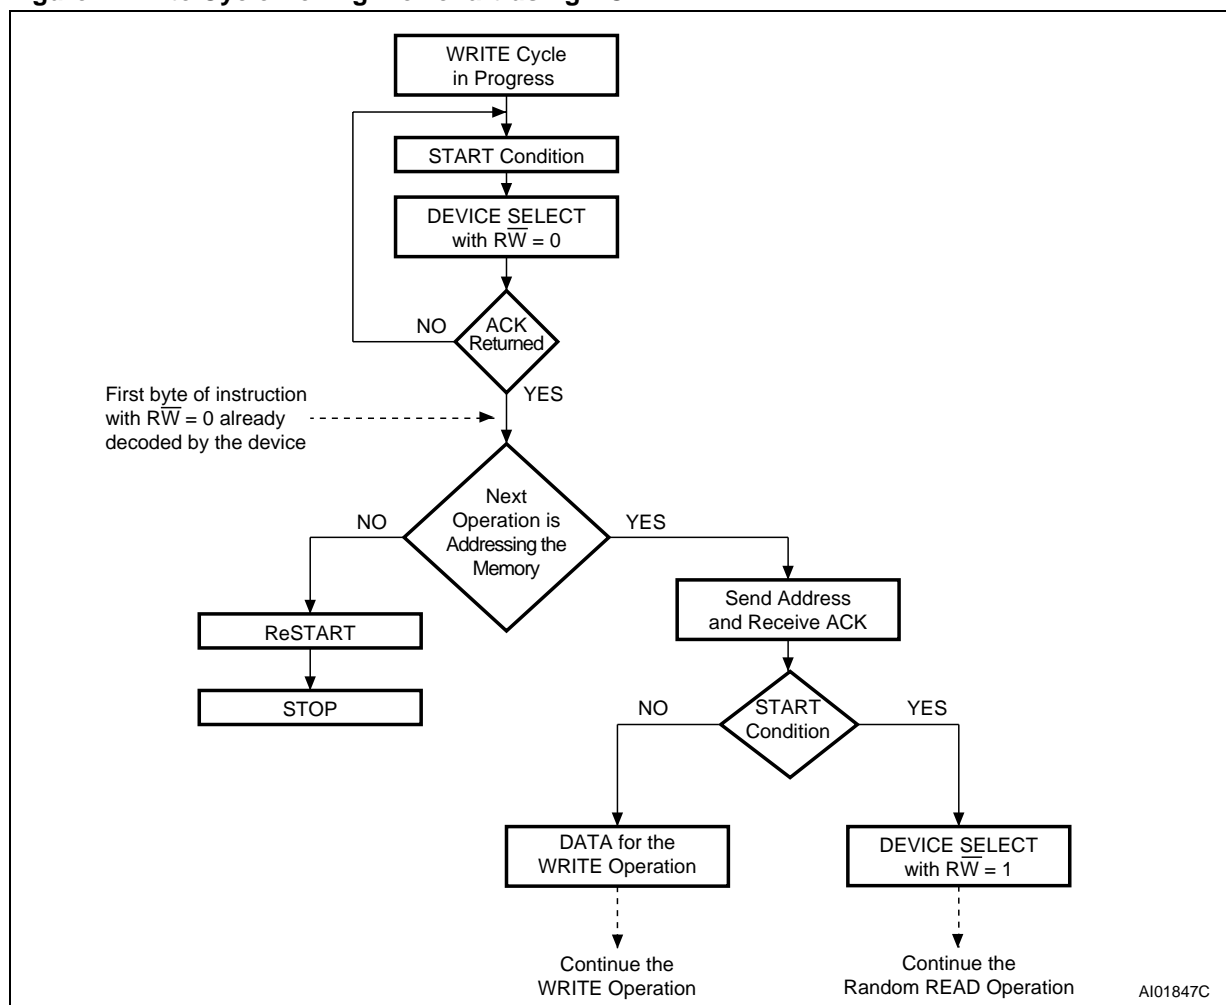 WRITE Cycle
in Progress
START Condition
DEVICE SELECT
with RW̅ = 0
NO
ACK
Returned
YES
First byte of instruction
with RW̅ = 0 already
decoded by the device
NO
Next
Operation is
Addressing the
Memory
YES
Send Address
and Receive ACK
ReSTART
STOP
NO
START
Condition
YES
DATA for the
WRITE Operation
DEVICE SELECT
with RW̅ = 1
Continue the
WRITE Operation
Continue the
Random READ Operation
AI01847C